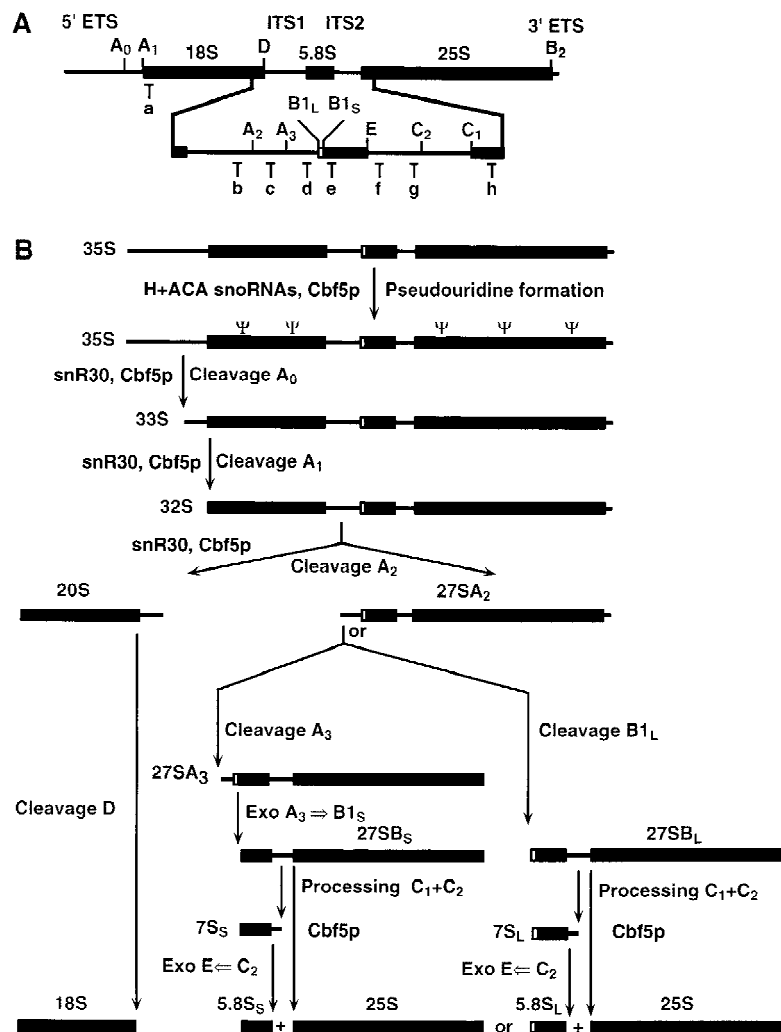 A
5' ETS ITS1 ITS2 3' ETS
A0 A1 18S D 5.8S 25S B2
a
B1L B1S
A2 A3 E C2 C1
b c d e f g h
B
35S
H+ACA snoRNAs, Cbf5p Pseudouridine formation
Ψ Ψ Ψ Ψ Ψ
35S
snR30, Cbf5p Cleavage A0
33S
snR30, Cbf5p Cleavage A1
32S
snR30, Cbf5p
Cleavage A2
20S 27SA2
or
Cleavage A3 Cleavage B1L
27SA3
Cleavage D Exo A3 ⇒ B1S
27SBS 27SBL
Processing C1+C2 Processing C1+C2
7SS Cbf5p 7SL Cbf5p
Exo E⇐ C2 Exo E⇐ C2
18S 5.8SS 25S 5.8SL 25S
+ or +